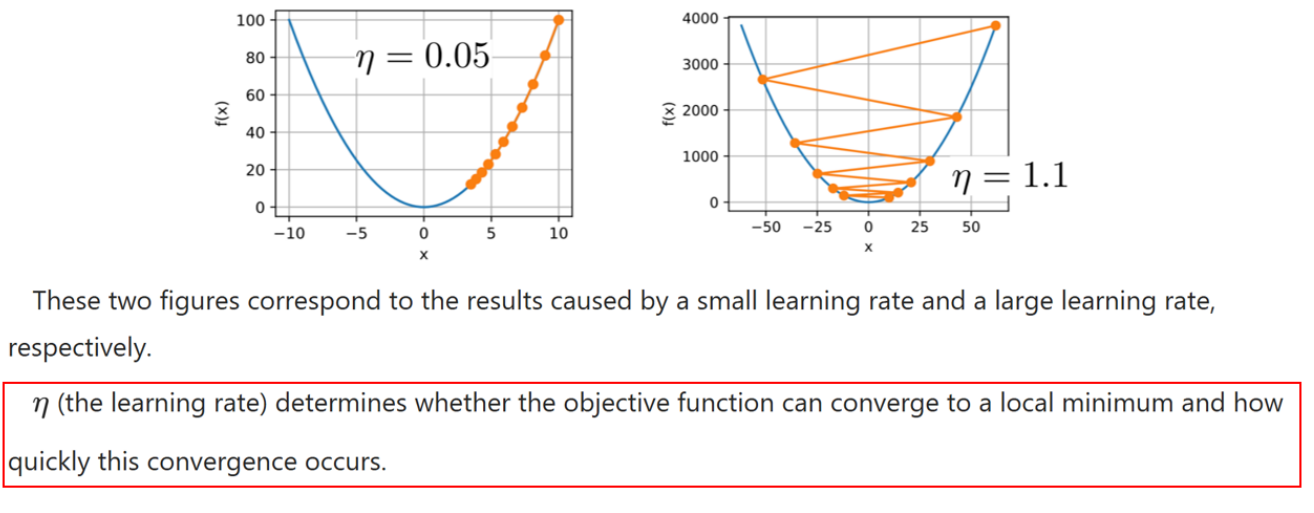 100
80
60
40
20
0
f(x)
η = 0.05
−10 −5 0 5 10
x
4000
3000
2000
1000
0
f(x)
η = 1.1
−50 −25 0 25 50
x
These two figures correspond to the results caused by a small learning rate and a large learning rate,
respectively.
η (the learning rate) determines whether the objective function can converge to a local minimum and how
quickly this convergence occurs.